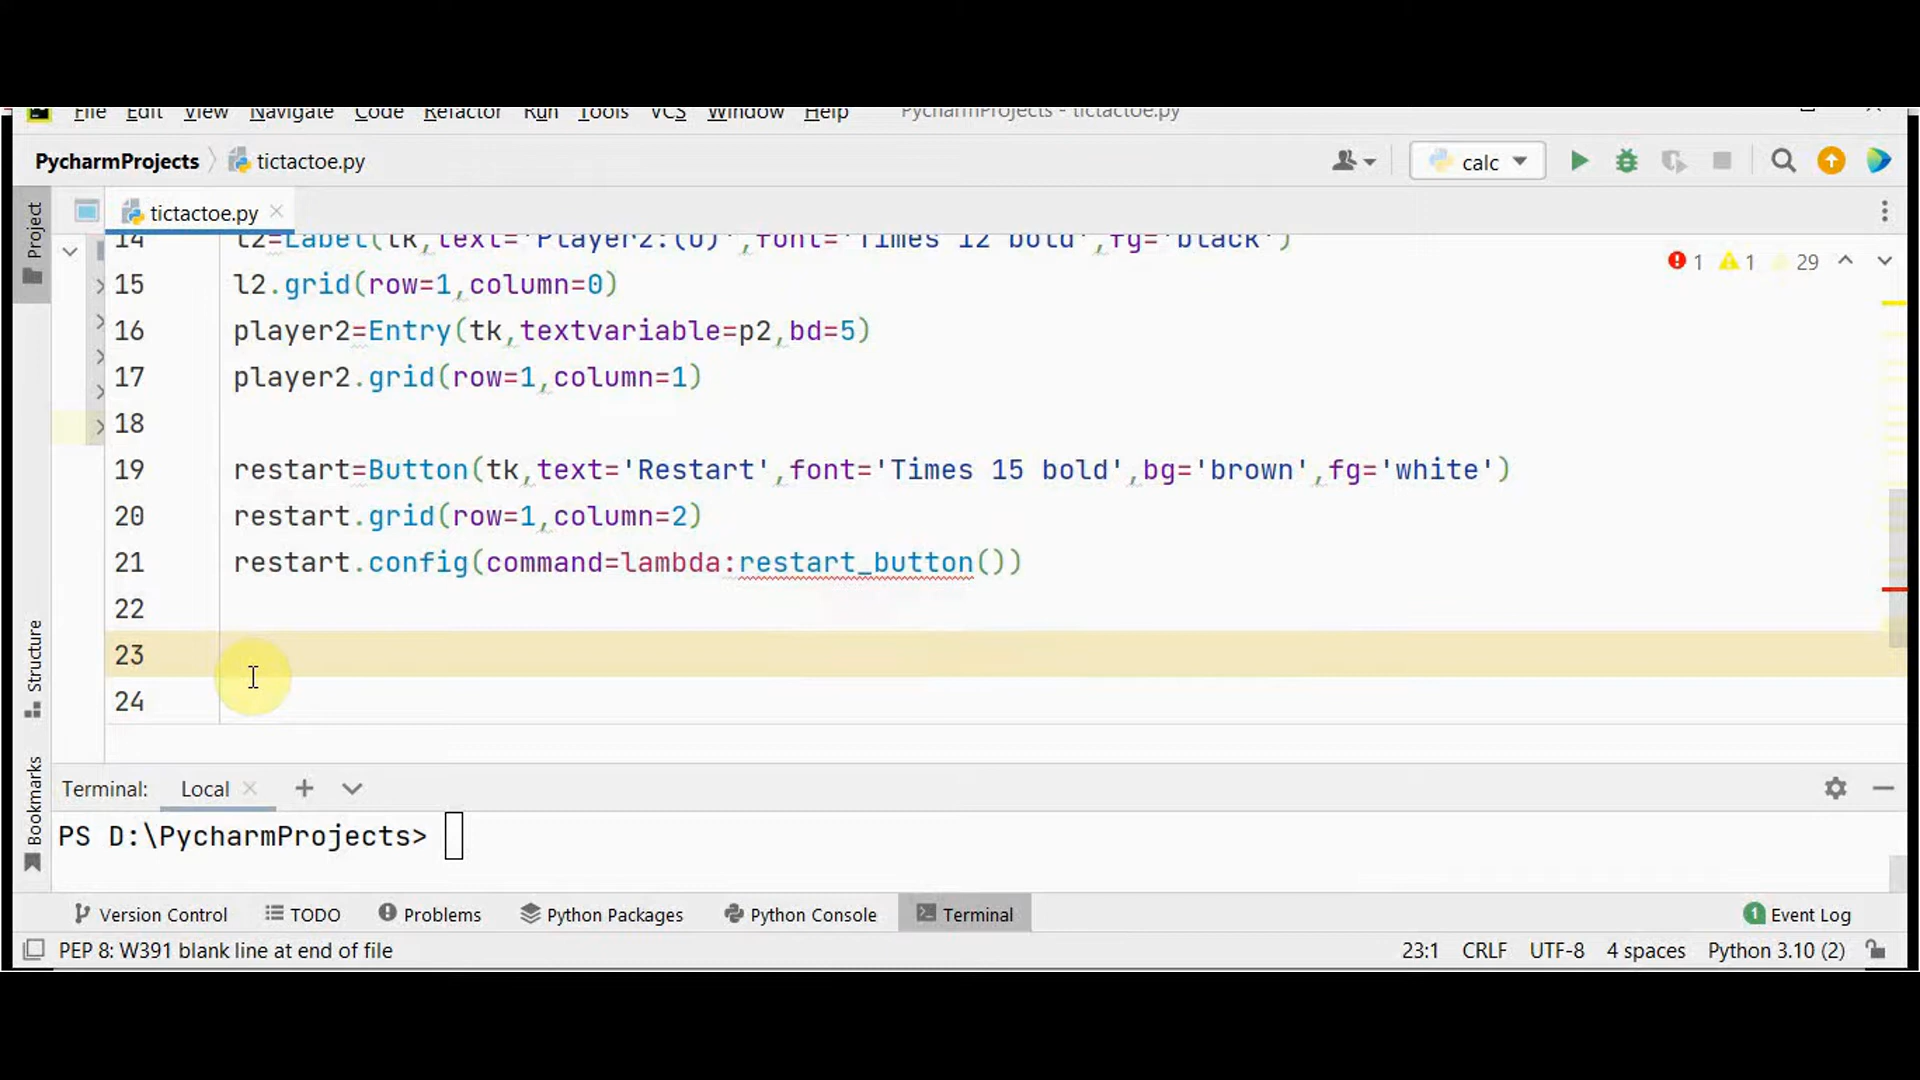 File Edit View Navigate Code Refactor Run Tools VCS Window Help PycharmProjects - tictactoe.py
PycharmProjects tictactoe.py calc
Project
tictactoe.py
14 l2=Label(tk,text='Player2:(O)',font='Times 12 bold',fg='black')
1 1 29
15 l2.grid(row=1,column=0)
16 player2=Entry(tk,textvariable=p2,bd=5)
17 player2.grid(row=1,column=1)
18
19 restart=Button(tk,text='Restart',font='Times 15 bold',bg='brown',fg='white')
20 restart.grid(row=1,column=2)
21 restart.config(command=lambda:restart_button())
22
23
24
Structure
Bookmarks
Terminal: Local
PS D:\PycharmProjects>
Version Control TODO Problems Python Packages Python Console Terminal 1 Event Log
PEP 8: W391 blank line at end of file 23:1 CRLF UTF-8 4 spaces Python 3.10 (2)